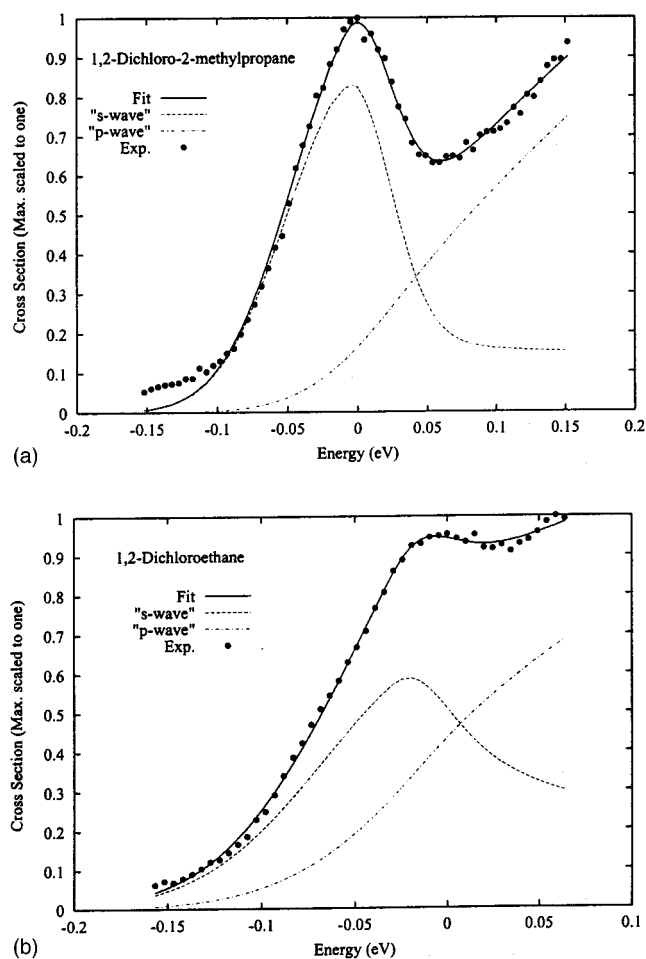 1
0.9
0.8
0.7
0.6
0.5
0.4
0.3
0.2
0.1
0
Cross Section (Max. scaled to one)
1,2-Dichloro-2-methylpropane
Fit
"s-wave"
"p-wave"
Exp.
-0.2 -0.15 -0.1 -0.05 0 0.05 0.1 0.15 0.2
Energy (eV)
(a)
1
0.9
0.8
0.7
0.6
0.5
0.4
0.3
0.2
0.1
0
Cross Section (Max. scaled to one)
1,2-Dichloroethane
Fit
"s-wave"
"p-wave"
Exp.
-0.2 -0.15 -0.1 -0.05 0 0.05 0.1
Energy (eV)
(b)